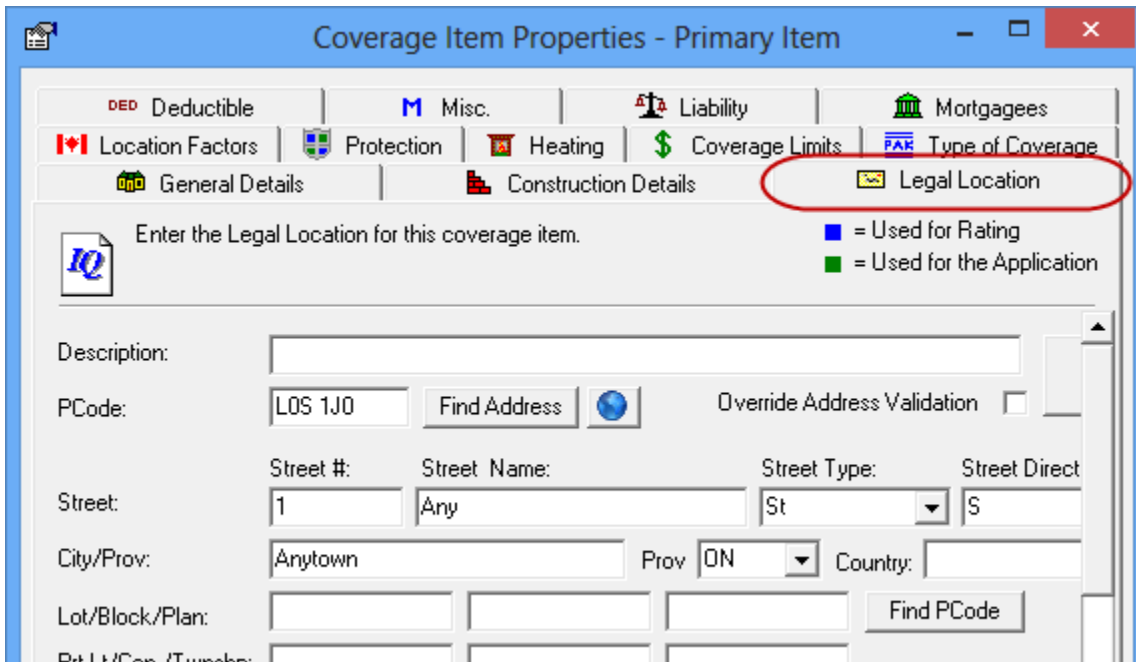 Coverage Item Properties - Primary Item
DED Deductible M Misc. Liability Mortgagees
Location Factors Protection Heating $ Coverage Limits PAK Type of Coverage
General Details Construction Details Legal Location
IQ Enter the Legal Location for this coverage item. = Used for Rating
= Used for the Application
Description:
PCode: L0S 1J0 Find Address Override Address Validation
Street #: Street Name: Street Type: Street Direct
Street: 1 Any St S
City/Prov: Anytown Prov ON Country:
Lot/Block/Plan: Find PCode